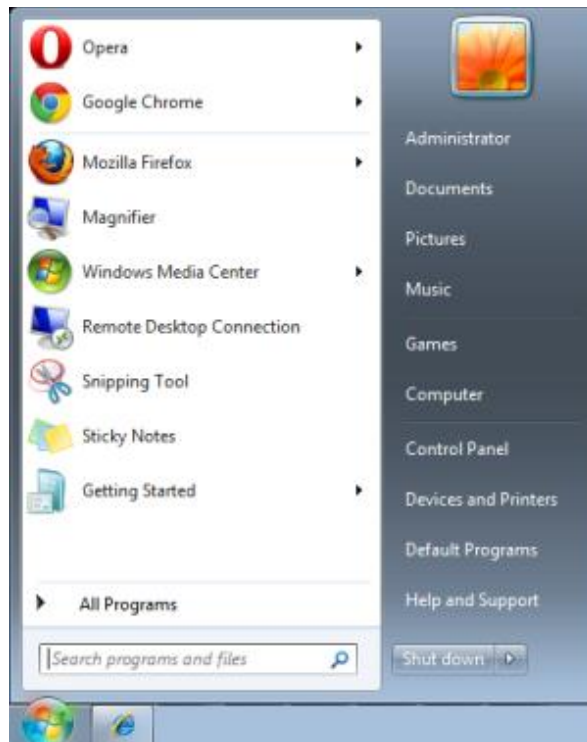 Opera
Google Chrome
Mozilla Firefox
Magnifier
Windows Media Center
Remote Desktop Connection
Snipping Tool
Sticky Notes
Getting Started
All Programs
Search programs and files
Administrator
Documents
Pictures
Music
Games
Computer
Control Panel
Devices and Printers
Default Programs
Help and Support
Shut down